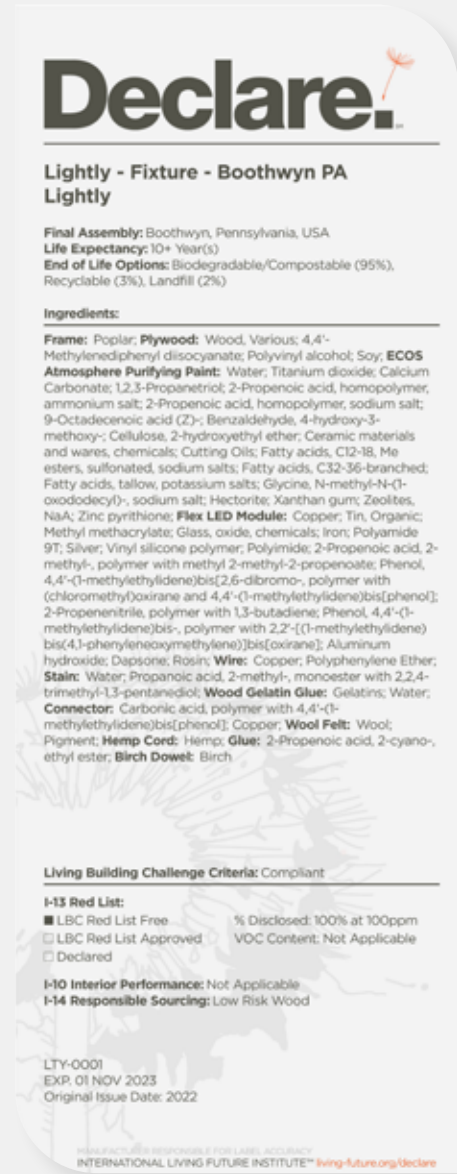 Declare.
Lightly - Fixture - Boothwyn PA
Lightly
Final Assembly: Boothwyn, Pennsylvania, USA
Life Expectancy: 10+ Year(s)
End of Life Options: Biodegradable/Compostable (95%),
Recyclable (3%), Landfill (2%)
Ingredients:
Frame: Poplar; Plywood: Wood, Various; 4,4'-
Methylenediphenyl diisocyanate; Polyvinyl alcohol; Soy; ECOS
Atmosphere Purifying Paint: Water; Titanium dioxide; Calcium
Carbonate; 1,2,3-Propanetriol; 2-Propenoic acid, homopolymer,
ammonium salt; 2-Propenoic acid, homopolymer, sodium salt;
9-Octadecenoic acid (Z)-; Benzaldehyde, 4-hydroxy-3-
methoxy-; Cellulose, 2-hydroxyethyl ether; Ceramic materials
and wares, chemicals; Cutting Oils; Fatty acids, C12-18, Me
esters, sulfonated, sodium salts; Fatty acids, C32-36-branched;
Fatty acids, tallow, potassium salts; Glycine, N-methyl-N-(1-
oxododecyl)-, sodium salt; Hectorite; Xanthan gum; Zeolites,
NaA; Zinc pyrithione; Flex LED Module: Copper; Tin, Organic;
Methyl methacrylate; Glass, oxide, chemicals; Iron; Polyamide
9T; Silver; Vinyl silicone polymer; Polyimide; 2-Propenoic acid, 2-
methyl-, polymer with methyl 2-methyl-2-propenoate; Phenol,
4,4'-(1-methylethylidene)bis[2,6-dibromo-, polymer with
(chloromethyl)oxirane and 4,4'-(1-methylethylidene)bis[phenol];
2-Propenenitrile, polymer with 1,3-butadiene; Phenol, 4,4'-(1-
methylethylidene)bis-, polymer with 2,2'-[(1-methylethylidene)
bis(4,1-phenyleneoxymethylene)]bis[oxirane]; Aluminum
hydroxide; Dapsone; Rosin; Wire: Copper; Polyphenylene Ether;
Stain: Water; Propanoic acid, 2-methyl-, monoester with 2,2,4-
trimethyl-1,3-pentanediol; Wood Gelatin Glue: Gelatins; Water;
Connector: Carbonic acid, polymer with 4,4'-(1-
methylethylidene)bis[phenol]; Copper; Wool Felt: Wool;
Pigment; Hemp Cord: Hemp; Glue: 2-Propenoic acid, 2-cyano-,
ethyl ester; Birch Dowel: Birch
Living Building Challenge Criteria: Compliant
I-13 Red List:
LBC Red List Free % Disclosed: 100% at 100ppm
LBC Red List Approved VOC Content: Not Applicable
Declared
I-10 Interior Performance: Not Applicable
I-14 Responsible Sourcing: Low Risk Wood
LTY-0001
EXP. 01 NOV 2023
Original Issue Date: 2022
MANUFACTURER RESPONSIBLE FOR LABEL ACCURACY
INTERNATIONAL LIVING FUTURE INSTITUTE™ living-future.org/declare